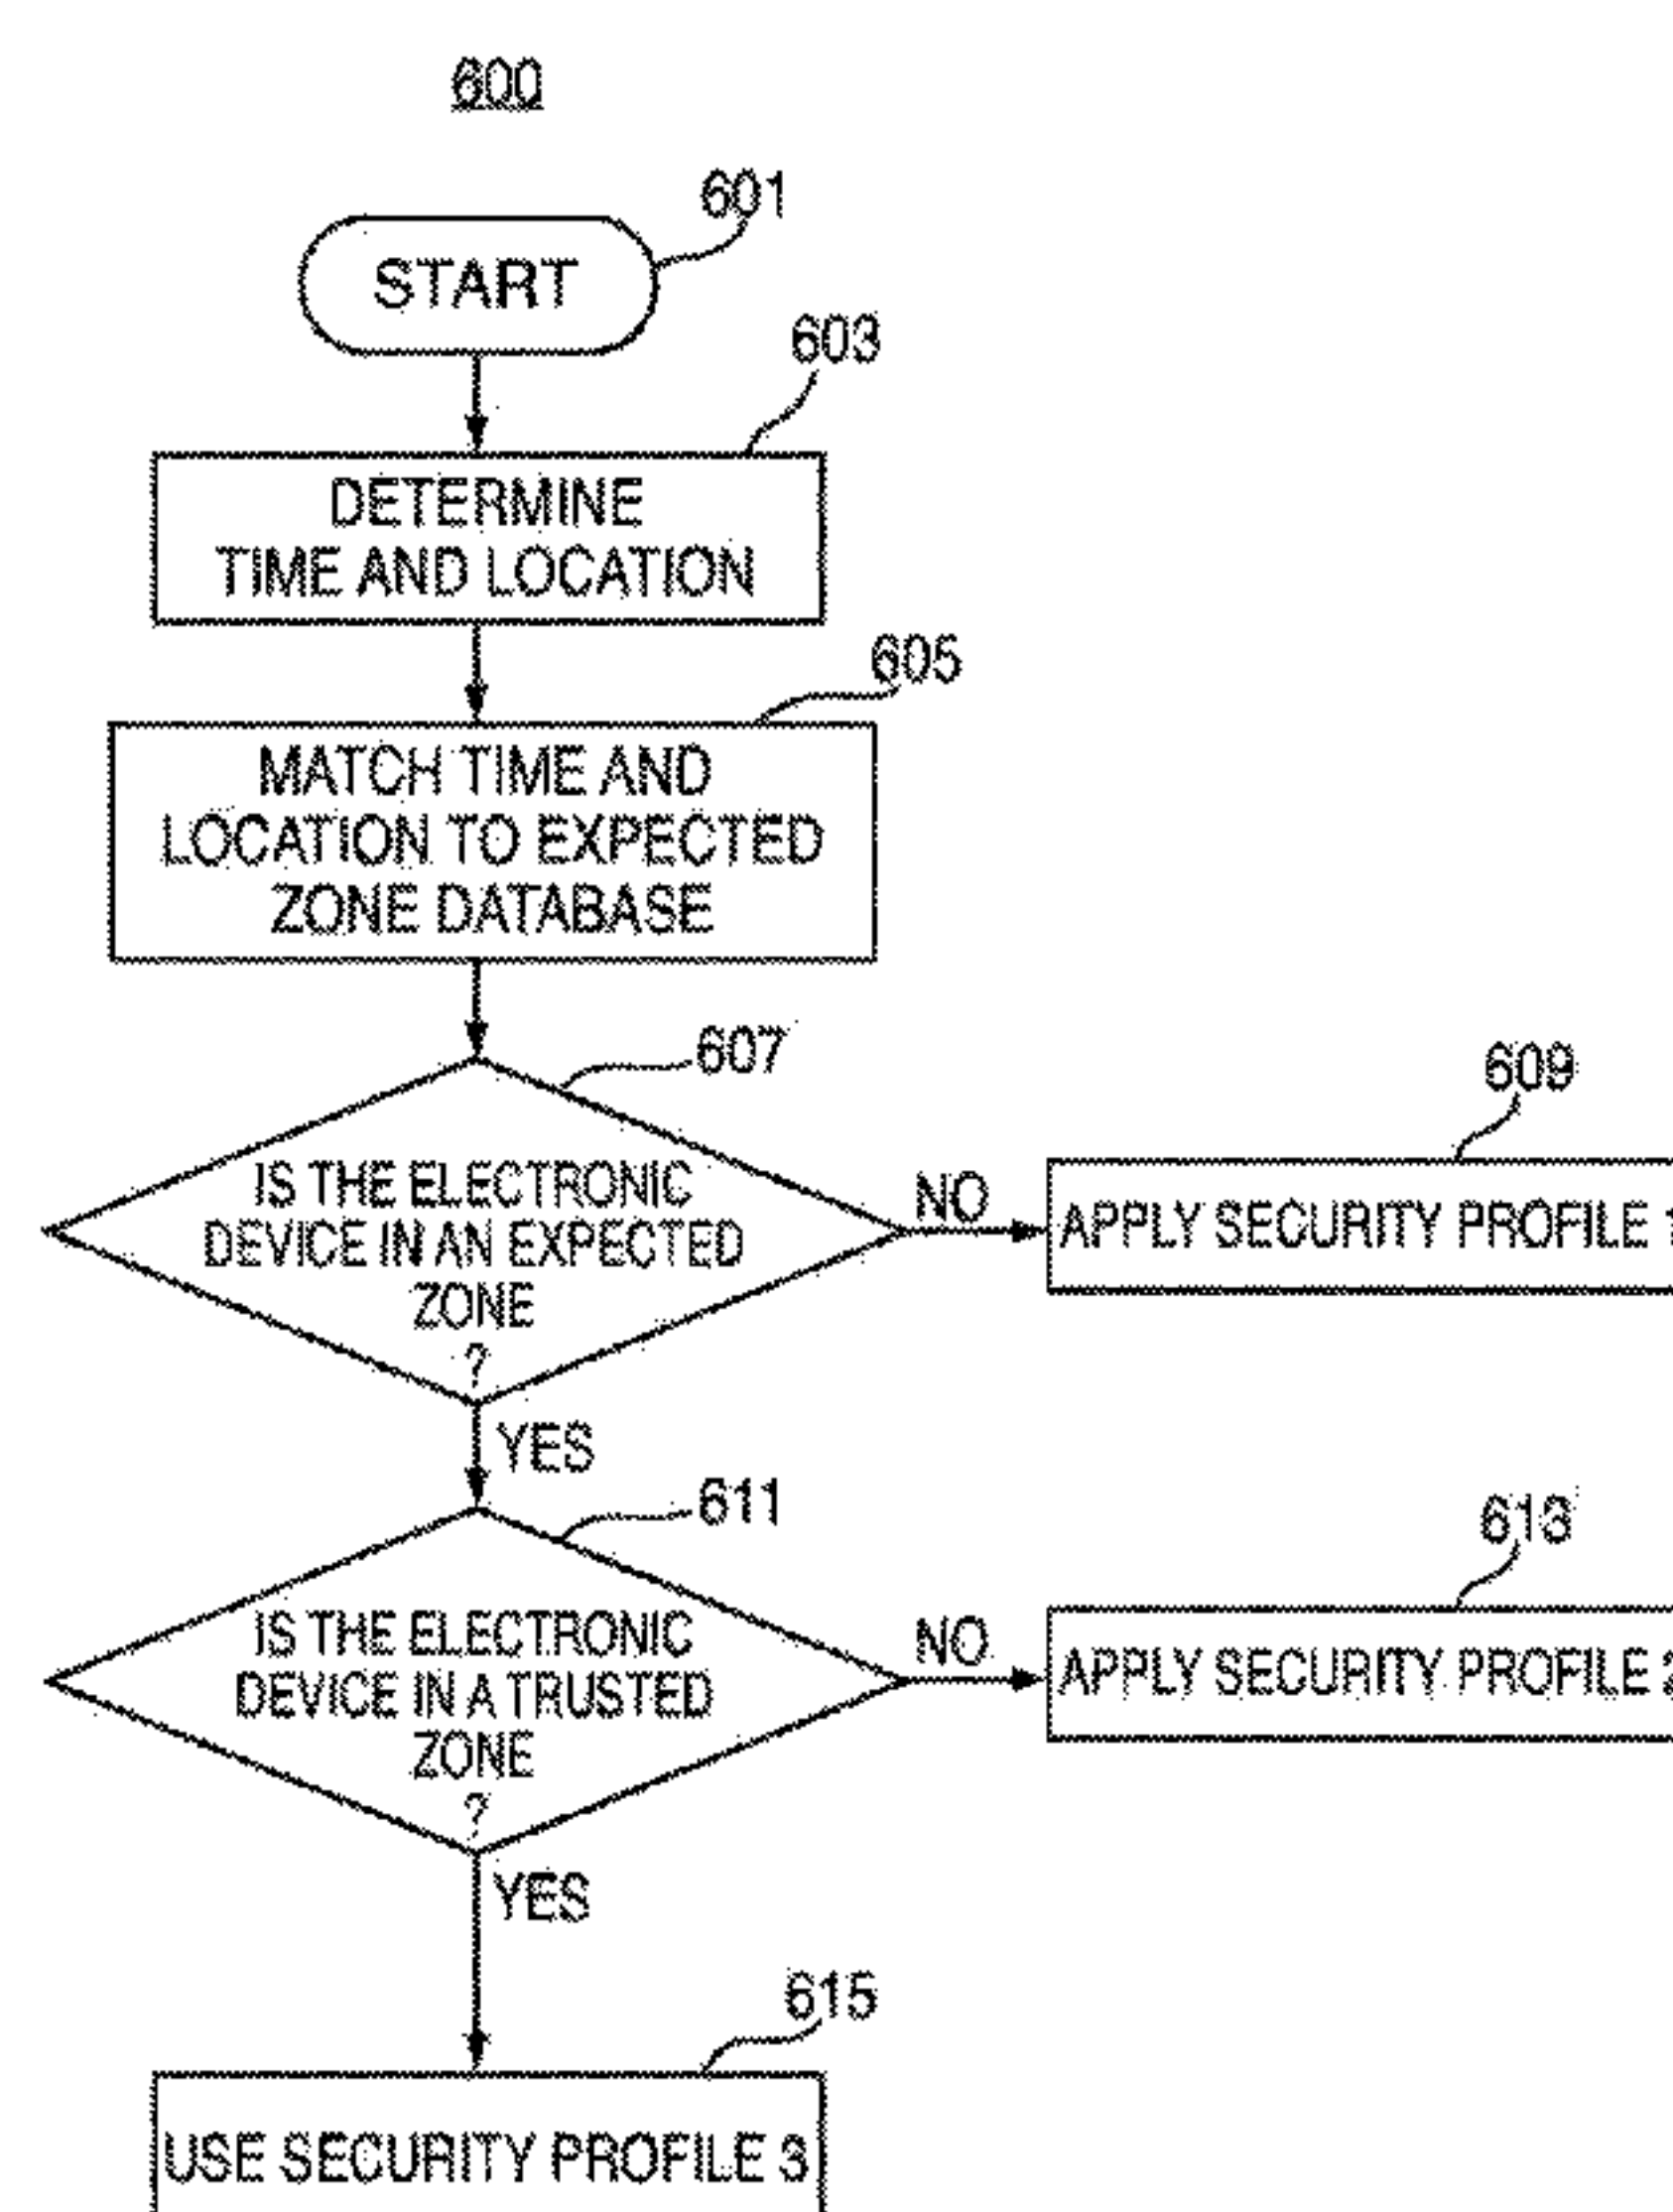 600
601
START
603
DETERMINE
TIME AND LOCATION
605
MATCH TIME AND
LOCATION TO EXPECTED
ZONE DATABASE
607
609
IS THE ELECTRONIC
DEVICE IN AN EXPECTED
ZONE
?
NO
APPLY SECURITY PROFILE 1
YES
611
613
IS THE ELECTRONIC
DEVICE IN A TRUSTED
ZONE
?
NO
APPLY SECURITY PROFILE 2
YES
615
USE SECURITY PROFILE 3